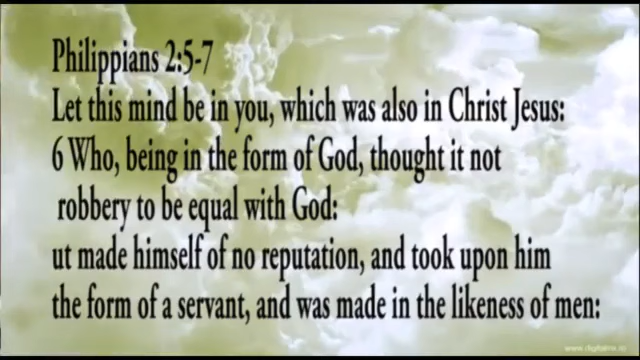 Philippians 2:5-7
Let this mind be in you, which was also in Christ Jesus:
6 Who, being in the form of God, thought it not
robbery to be equal with God:
ut made himself of no reputation, and took upon him
the form of a servant, and was made in the likeness of men: